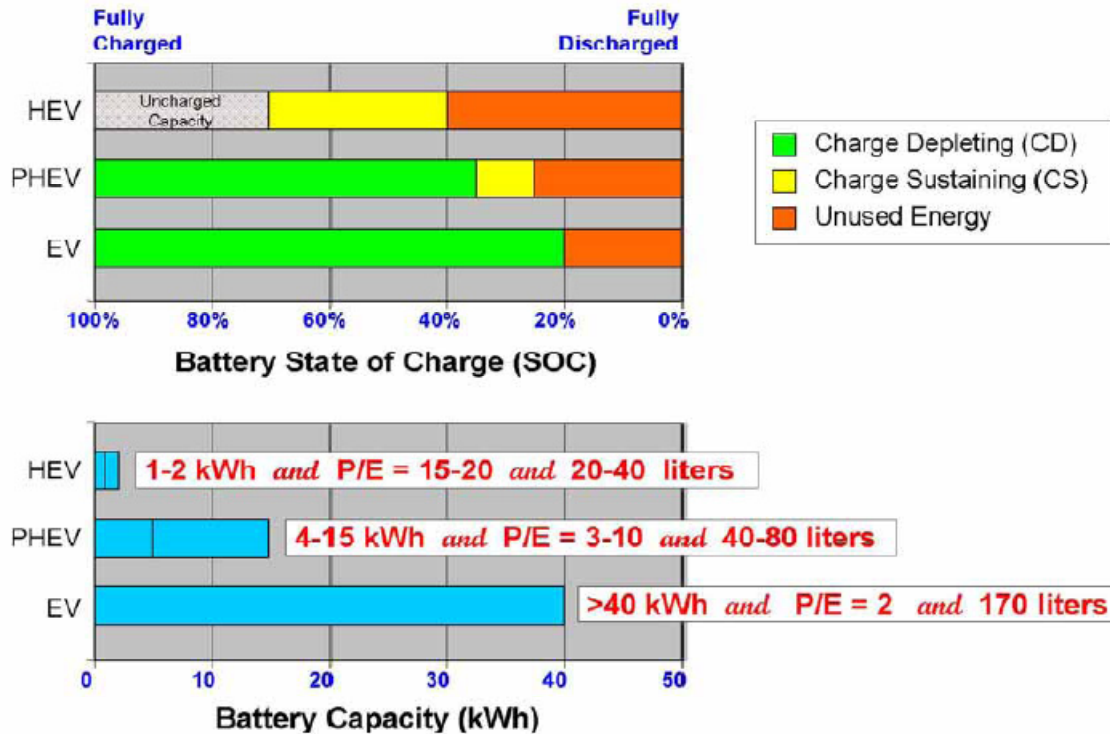 Fully Charged
Fully Discharged
HEV
Uncharged Capacity
PHEV
EV
100% 80% 60% 40% 20% 0%
Battery State of Charge (SOC)
Charge Depleting (CD)
Charge Sustaining (CS)
Unused Energy
HEV
1-2 kWh and P/E = 15-20 and 20-40 liters
PHEV
4-15 kWh and P/E = 3-10 and 40-80 liters
EV
>40 kWh and P/E = 2 and 170 liters
0 10 20 30 40 50
Battery Capacity (kWh)